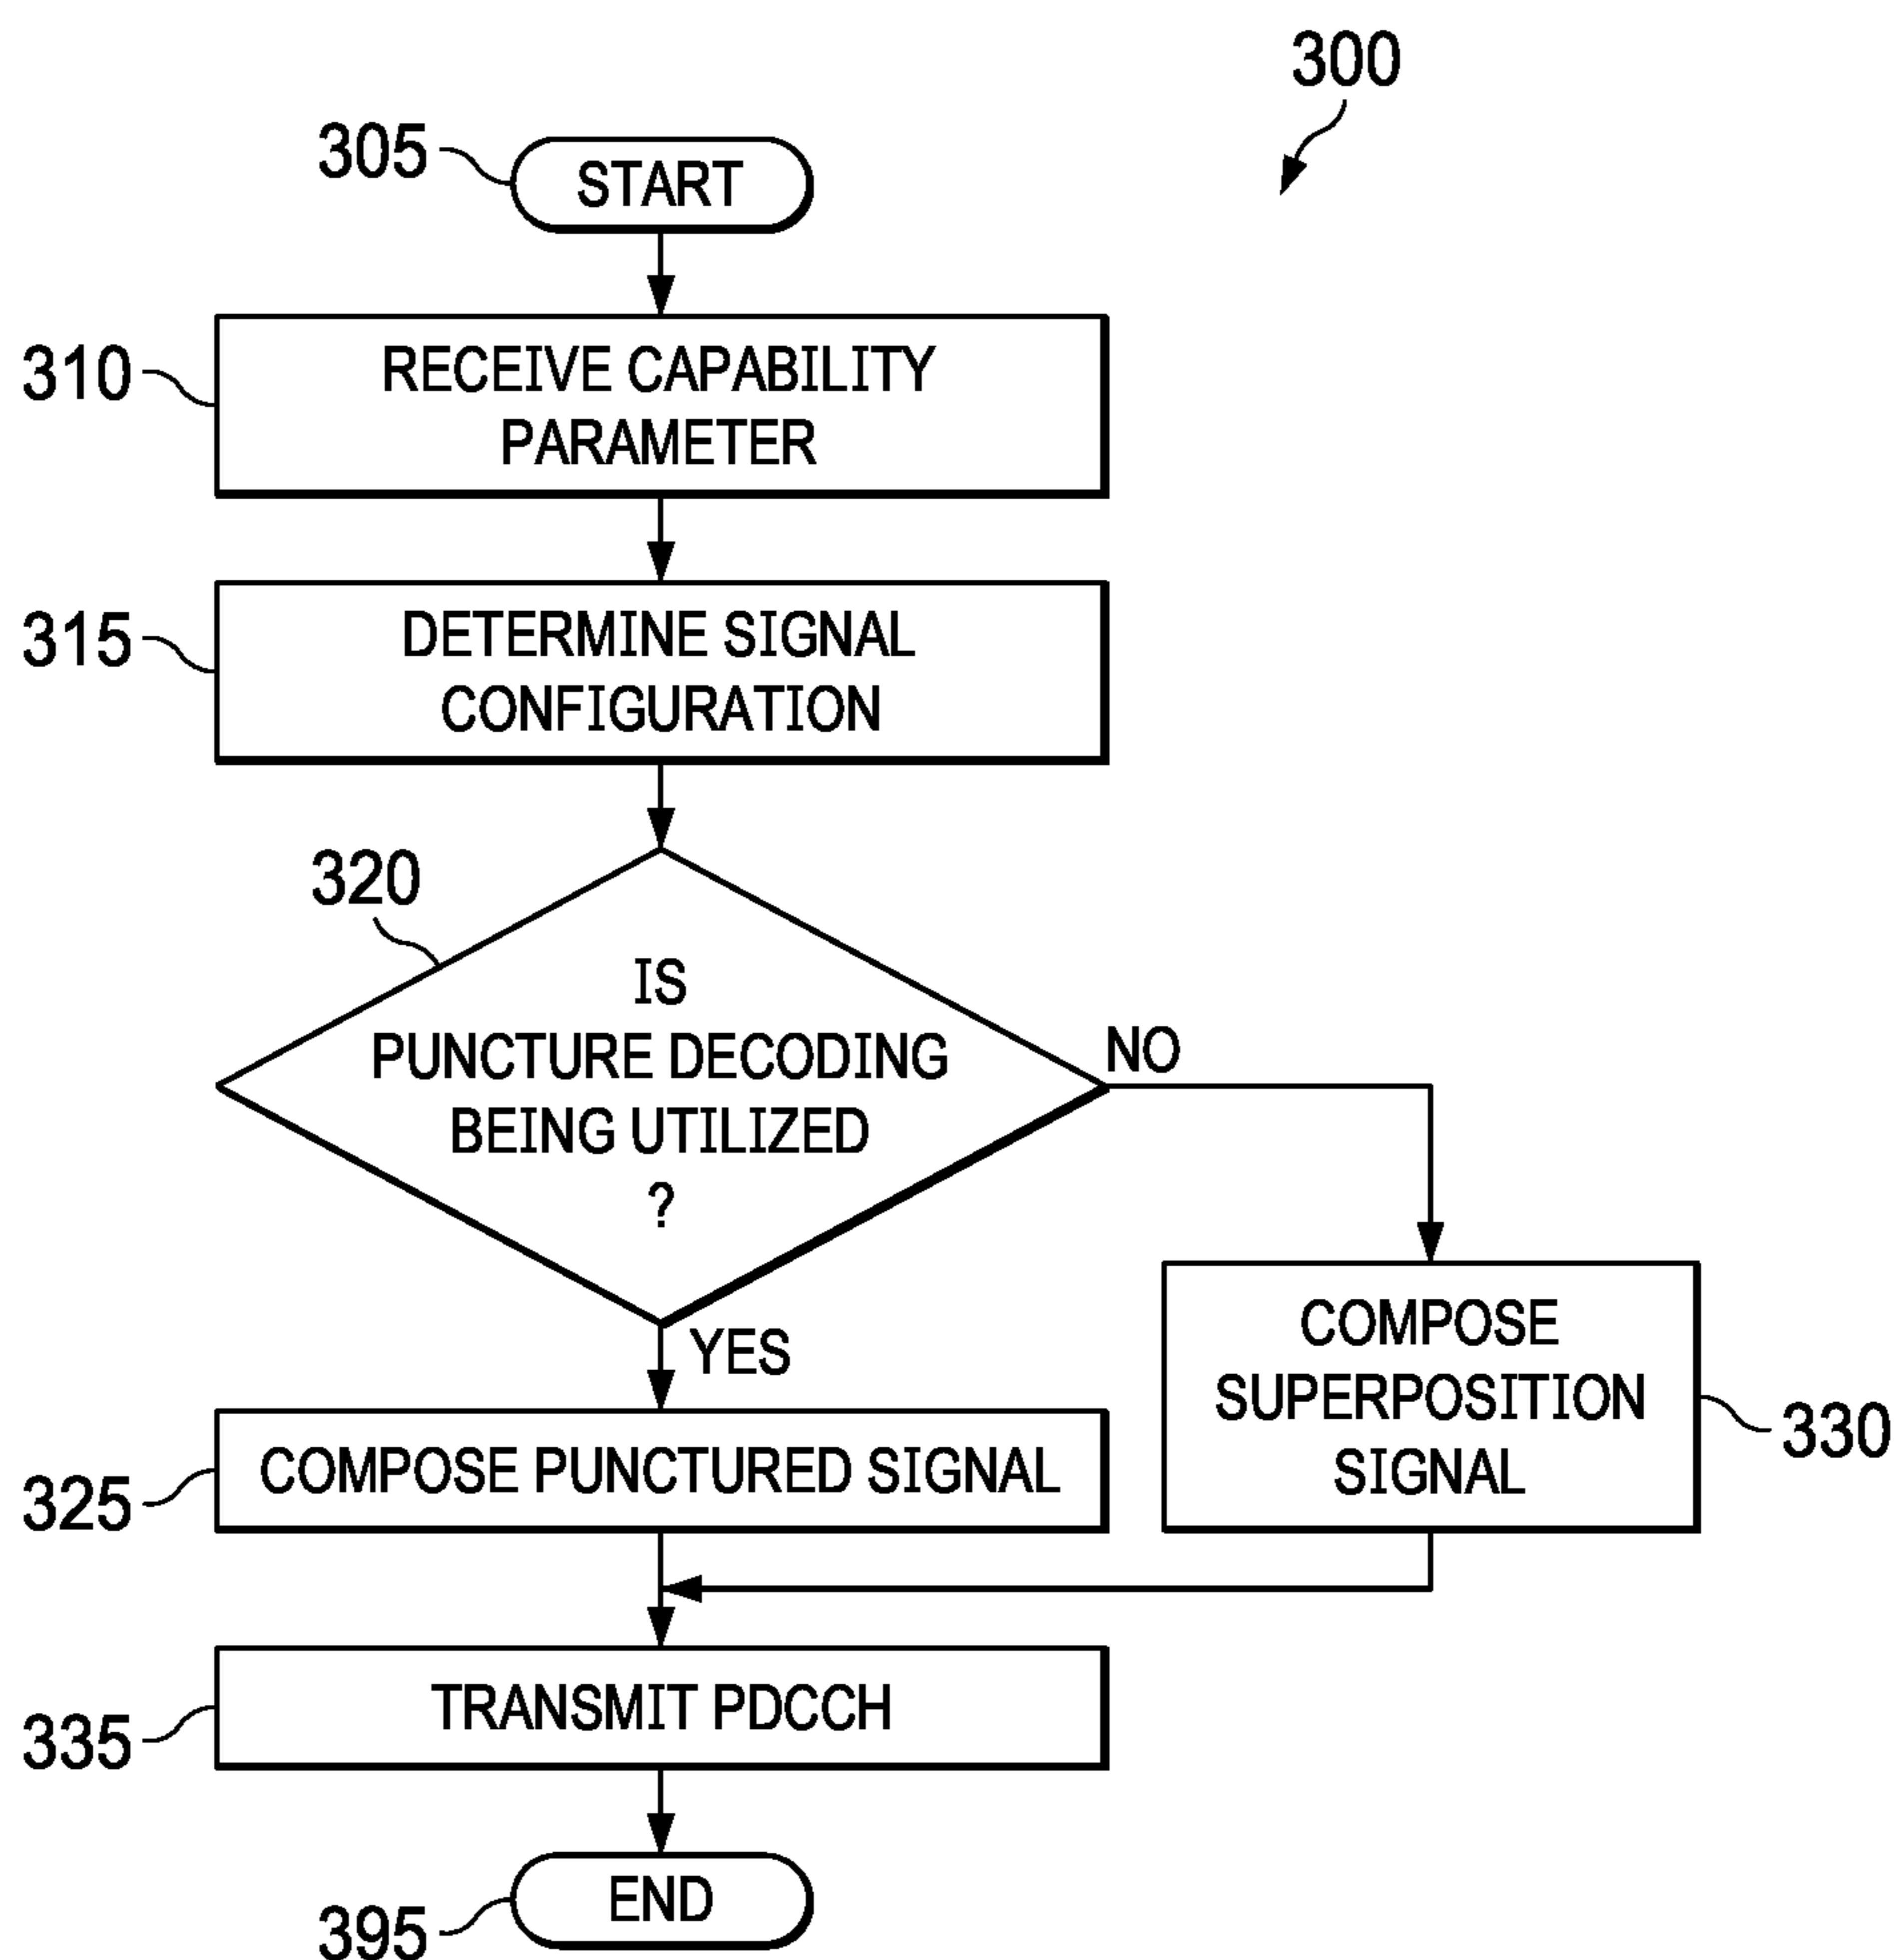 300
305
START
310
RECEIVE CAPABILITY
PARAMETER
315
DETERMINE SIGNAL
CONFIGURATION
320
IS
PUNCTURE DECODING
BEING UTILIZED
?
NO
YES
COMPOSE
SUPERPOSITION
SIGNAL
330
325
COMPOSE PUNCTURED SIGNAL
335
TRANSMIT PDCCH
395
END